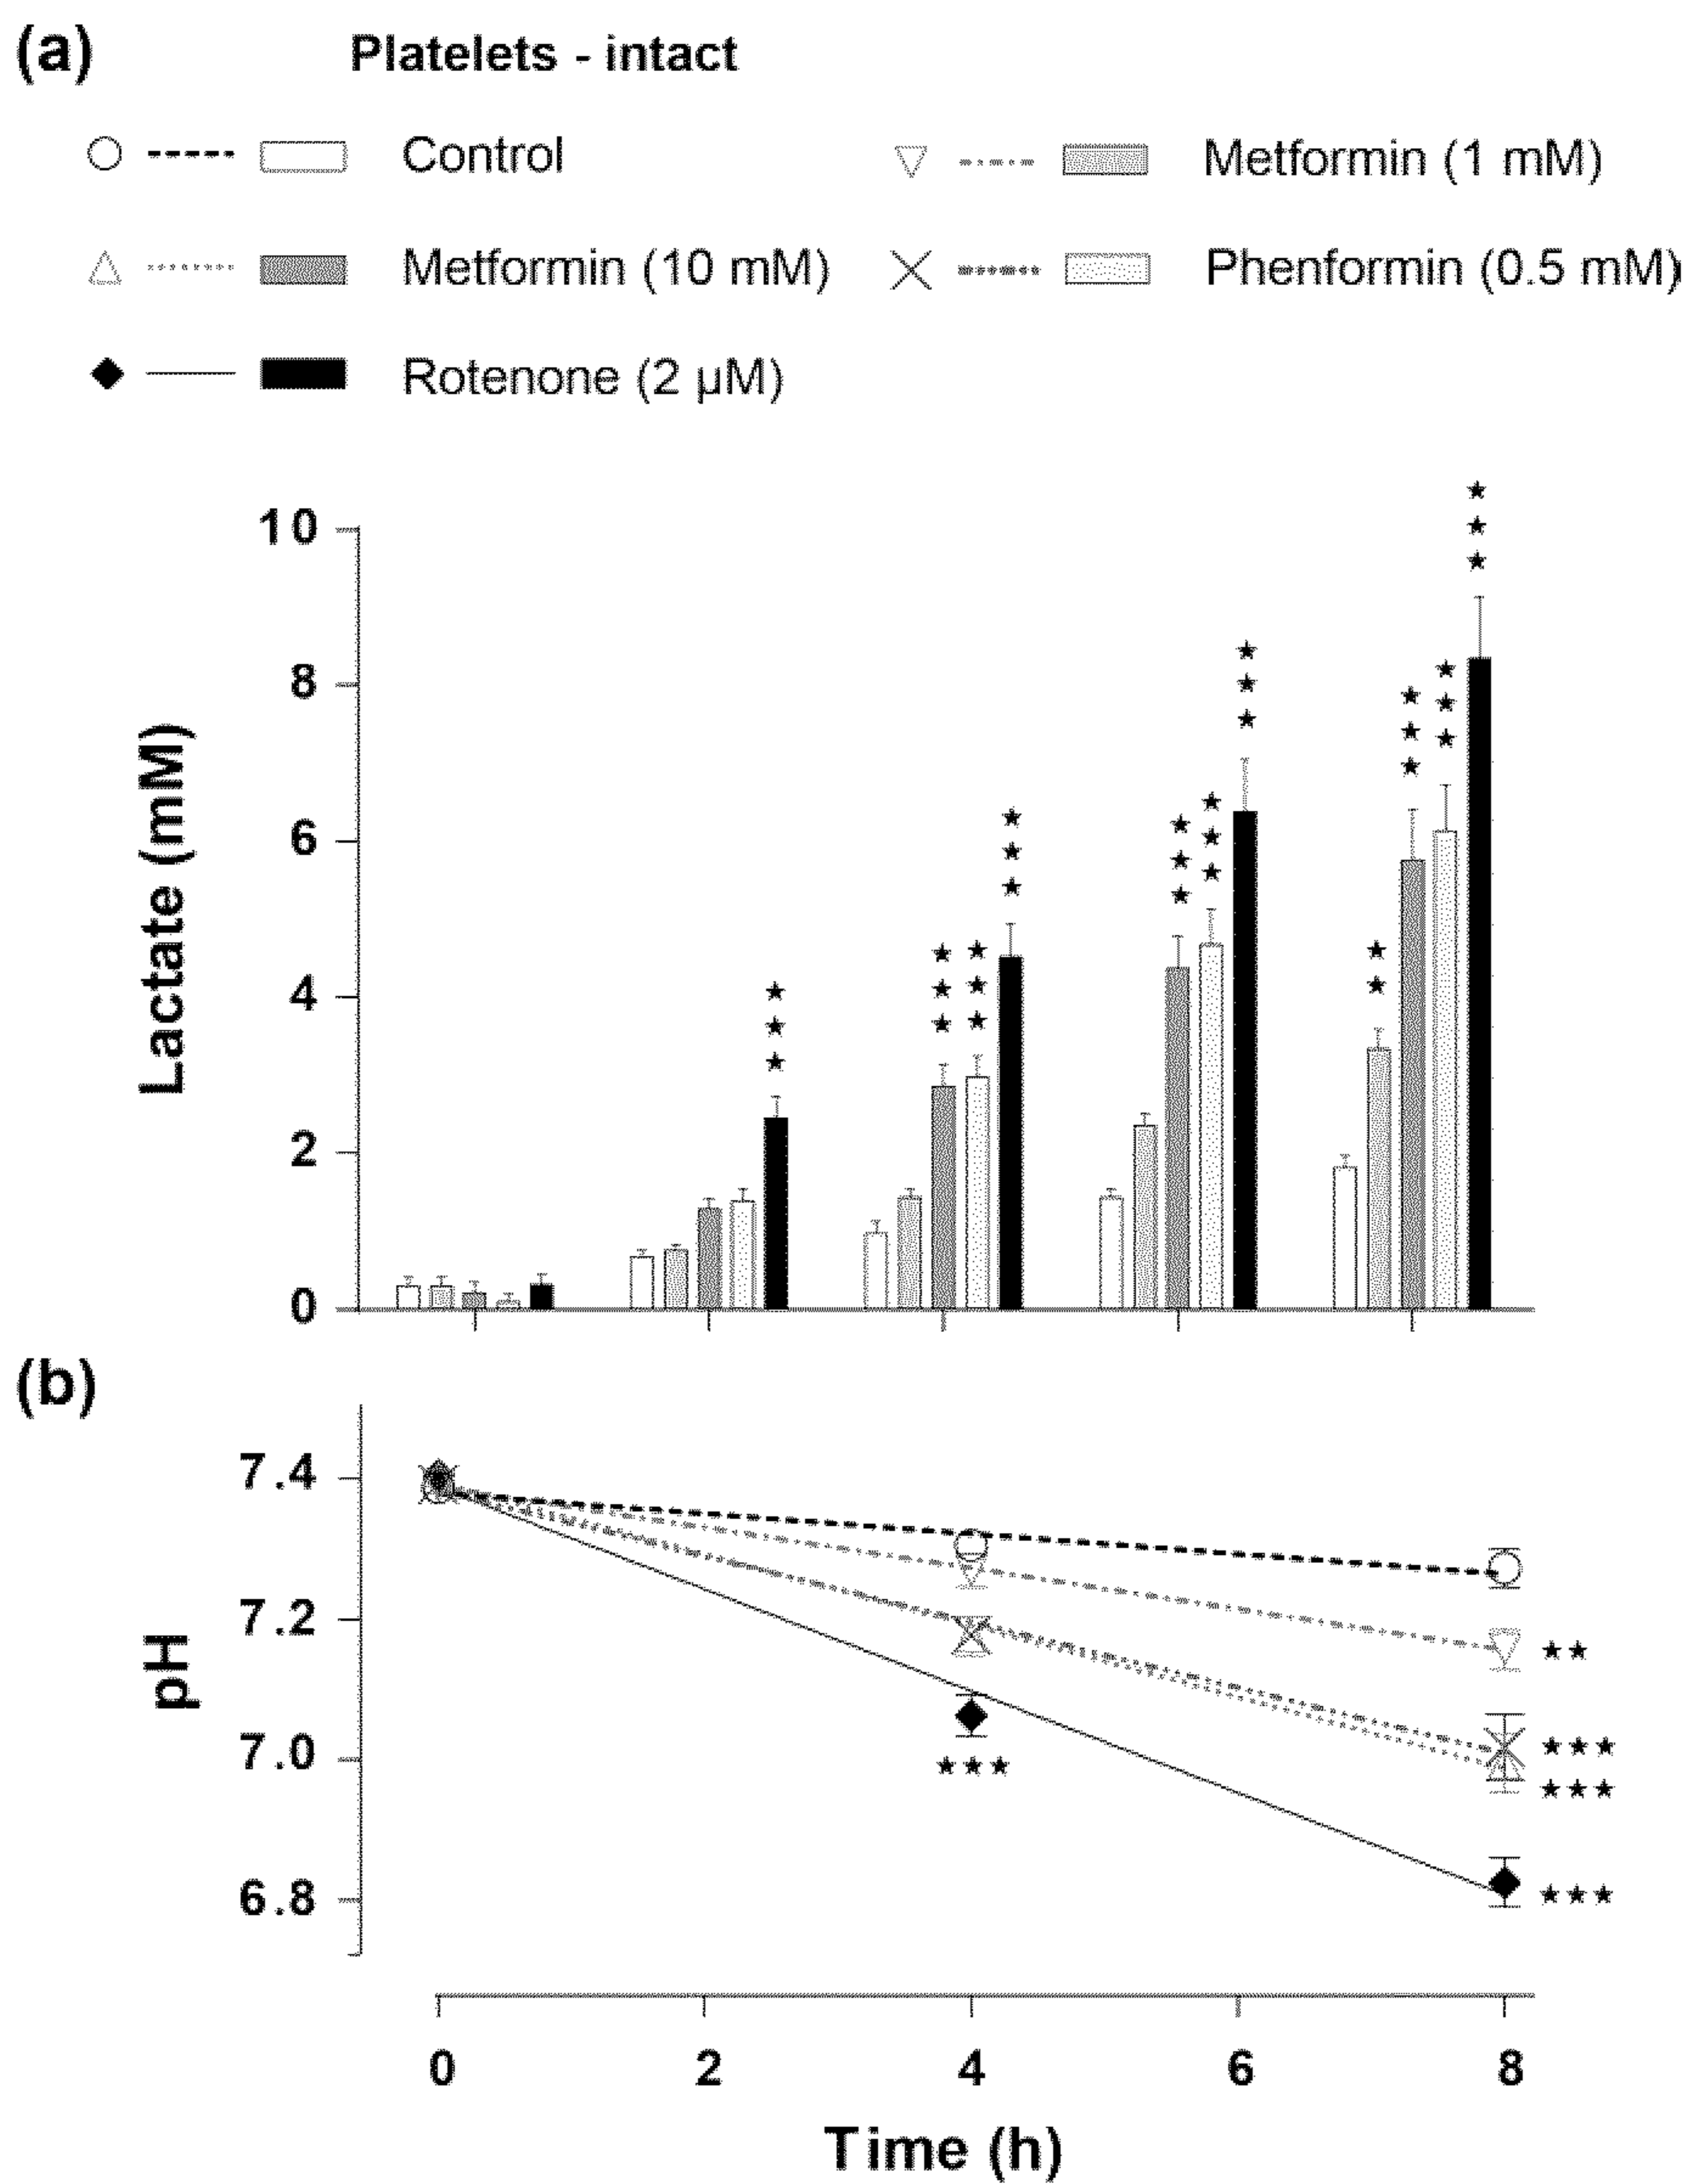 (a) Platelets - intact
Control
Metformin (1 mM)
Metformin (10 mM)
Phenformin (0.5 mM)
Rotenone (2 µM)
10
8
6
4
2
0
Lactate (mM)
(b)
7.4
7.2
7.0
6.8
pH
0 2 4 6 8
Time (h)